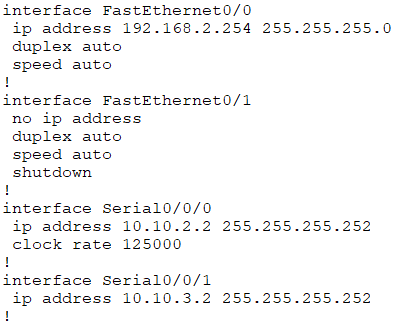 interface FastEthernet0/0
 ip address 192.168.2.254 255.255.255.0
 duplex auto
 speed auto
!
interface FastEthernet0/1
 no ip address
 duplex auto
 speed auto
 shutdown
!
interface Serial0/0/0
 ip address 10.10.2.2 255.255.255.252
 clock rate 125000
!
interface Serial0/0/1
 ip address 10.10.3.2 255.255.255.252
!